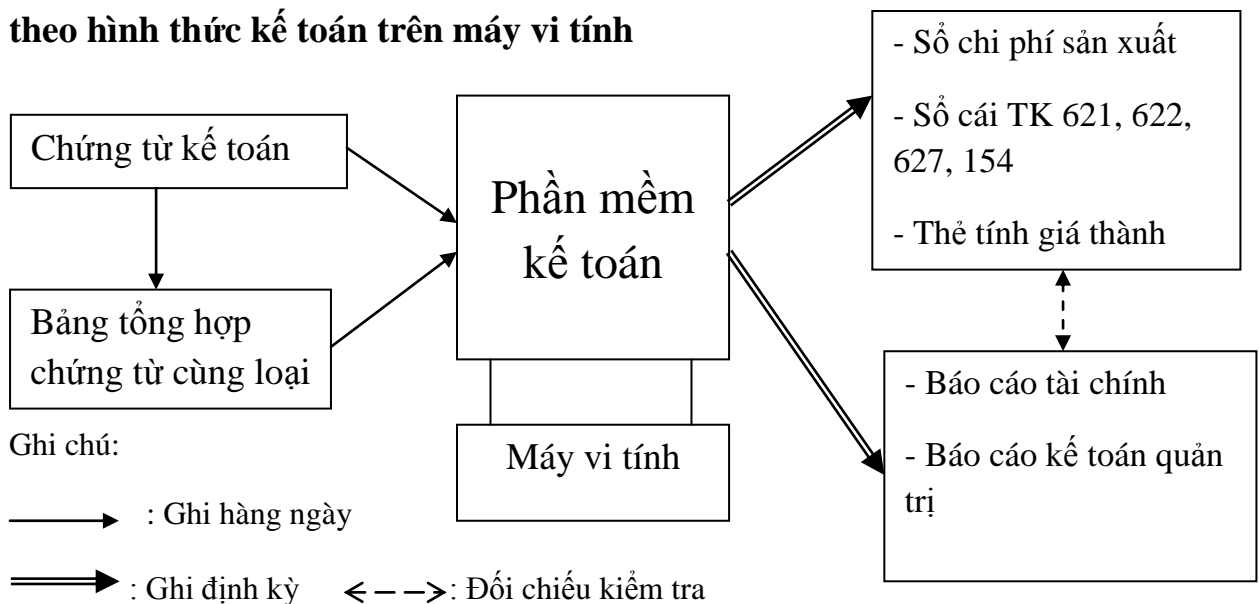 theo hình thức kế toán trên máy vi tính
Chứng từ kế toán
Bảng tổng hợp
chứng từ cùng loại
Phần mềm
kế toán
Máy vi tính
- Sổ chi phí sản xuất
- Sổ cái TK 621, 622,
627, 154
- Thẻ tính giá thành
- Báo cáo tài chính
- Báo cáo kế toán quản
trị
Ghi chú:
: Ghi hàng ngày
: Ghi định kỳ
: Đối chiếu kiểm tra